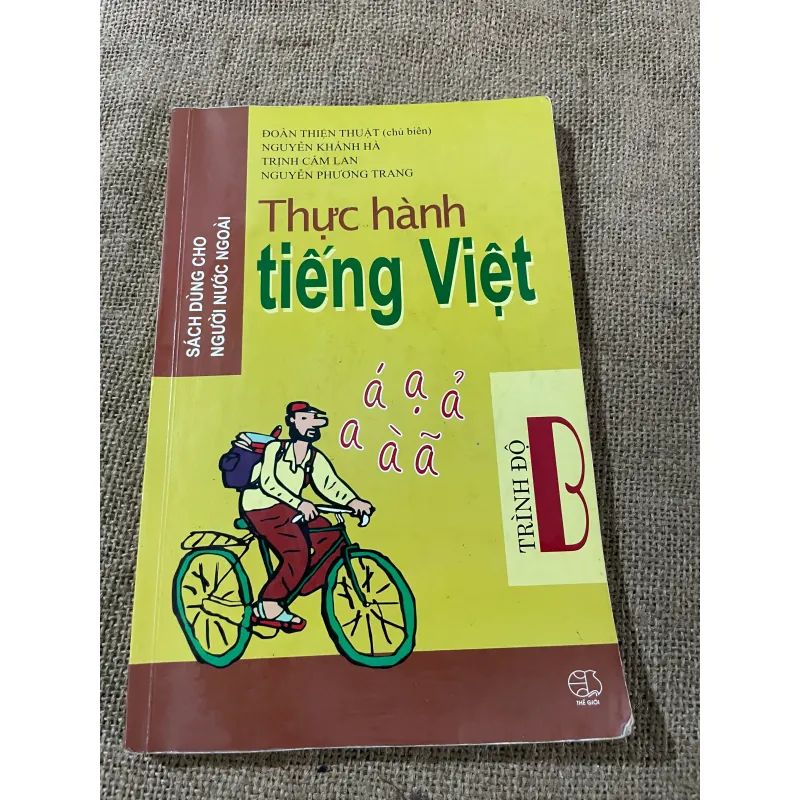 ĐOÀN THIỆN THUẬT (chủ biên)
NGUYỄN KHÁNH HÀ
TRỊNH CẨM LAN
NGUYỄN PHƯƠNG TRANG
SÁCH DÙNG CHO
NGƯỜI NƯỚC NGOÀI
Thực hành
tiếng Việt
á ạ ả
a à ã
TRÌNH ĐỘ
B
THẾ GIỚI